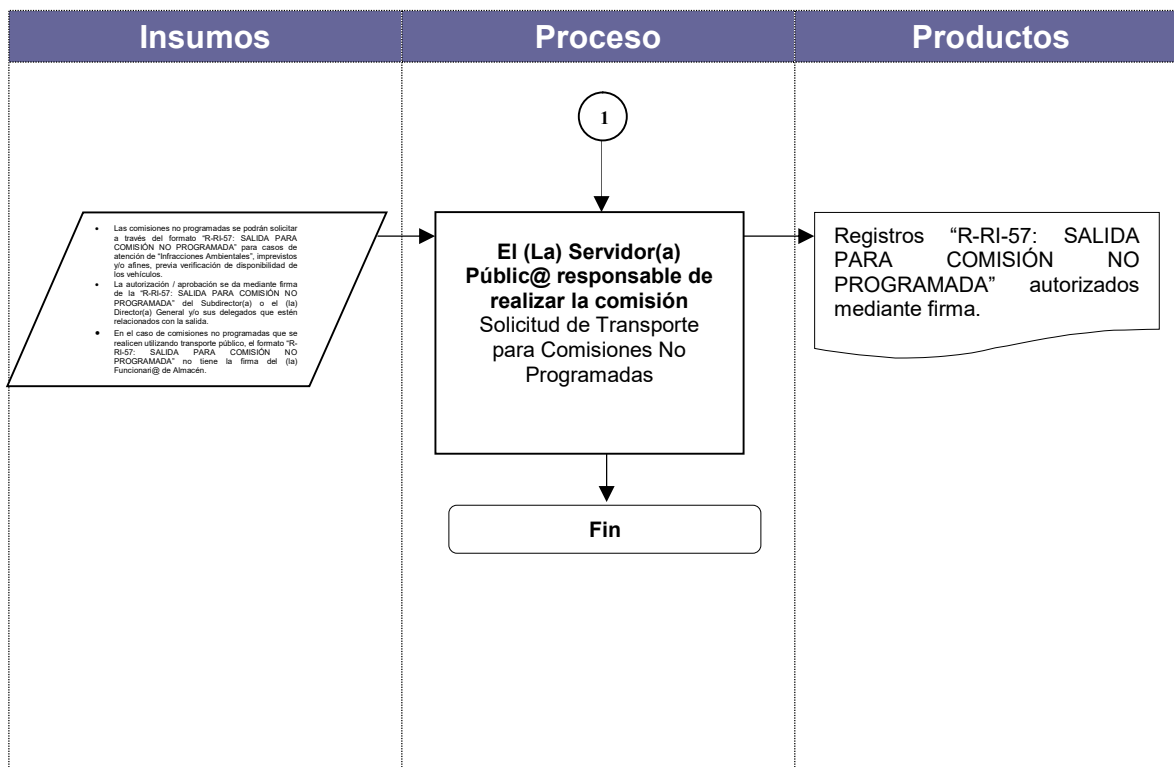 Insumos
Proceso
Productos
1
• Las comisiones no programadas se podrán solicitar
a través del formato “R-RI-57: SALIDA PARA
COMISIÓN NO PROGRAMADA” para casos de
atención de “Infracciones Ambientales”, imprevistos
y/o afines, previa verificación de disponibilidad de
los vehículos.
• La autorización / aprobación se da mediante firma
de la “R-RI-57: SALIDA PARA COMISIÓN NO
PROGRAMADA” del Subdirector(a) o el (la)
Director(a) General y/o sus delegados que estén
relacionados con la salida.
• En el caso de comisiones no programadas que se
realicen utilizando transporte público, el formato “R-
RI-57: SALIDA PARA COMISIÓN NO
PROGRAMADA” no tiene la firma del (la)
Funcionari@ de Almacén.
El (La) Servidor(a)
Públic@ responsable de
realizar la comisión
Solicitud de Transporte
para Comisiones No
Programadas
Registros “R-RI-57: SALIDA
PARA COMISIÓN NO
PROGRAMADA” autorizados
mediante firma.
Fin